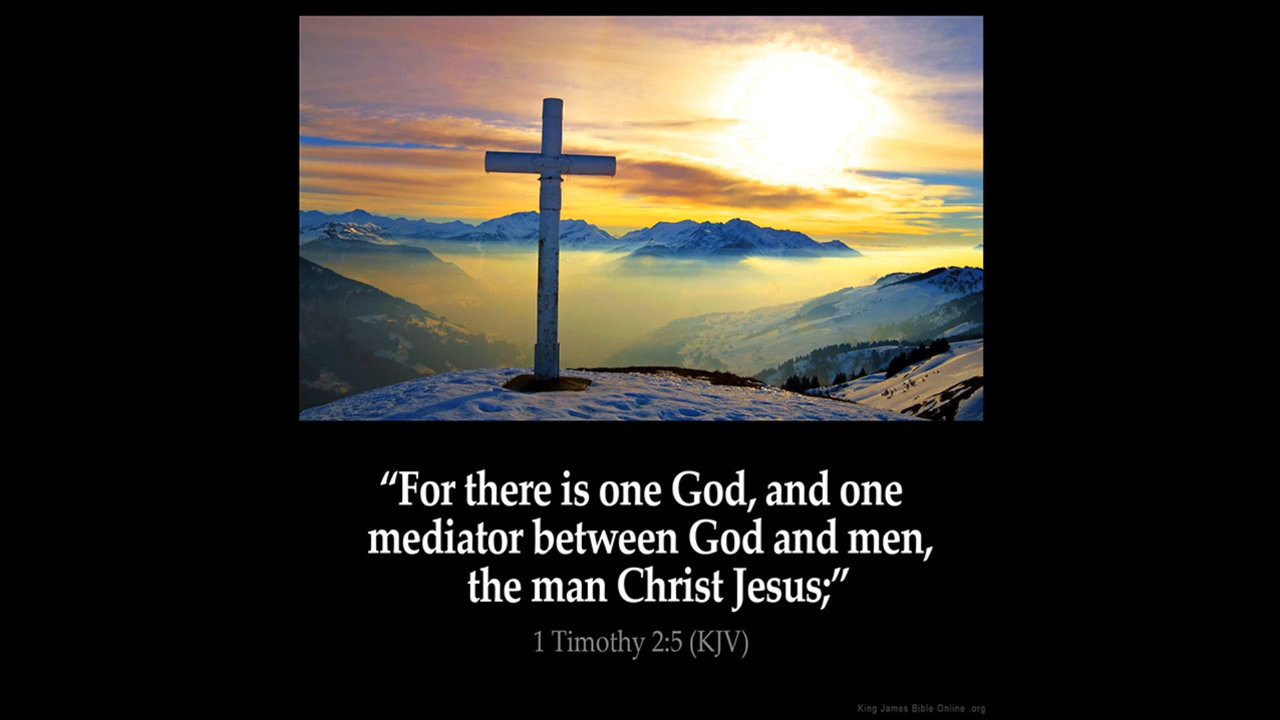 “For there is one God, and one
mediator between God and men,
the man Christ Jesus;”
1 Timothy 2:5 (KJV)
King James Bible Online .org